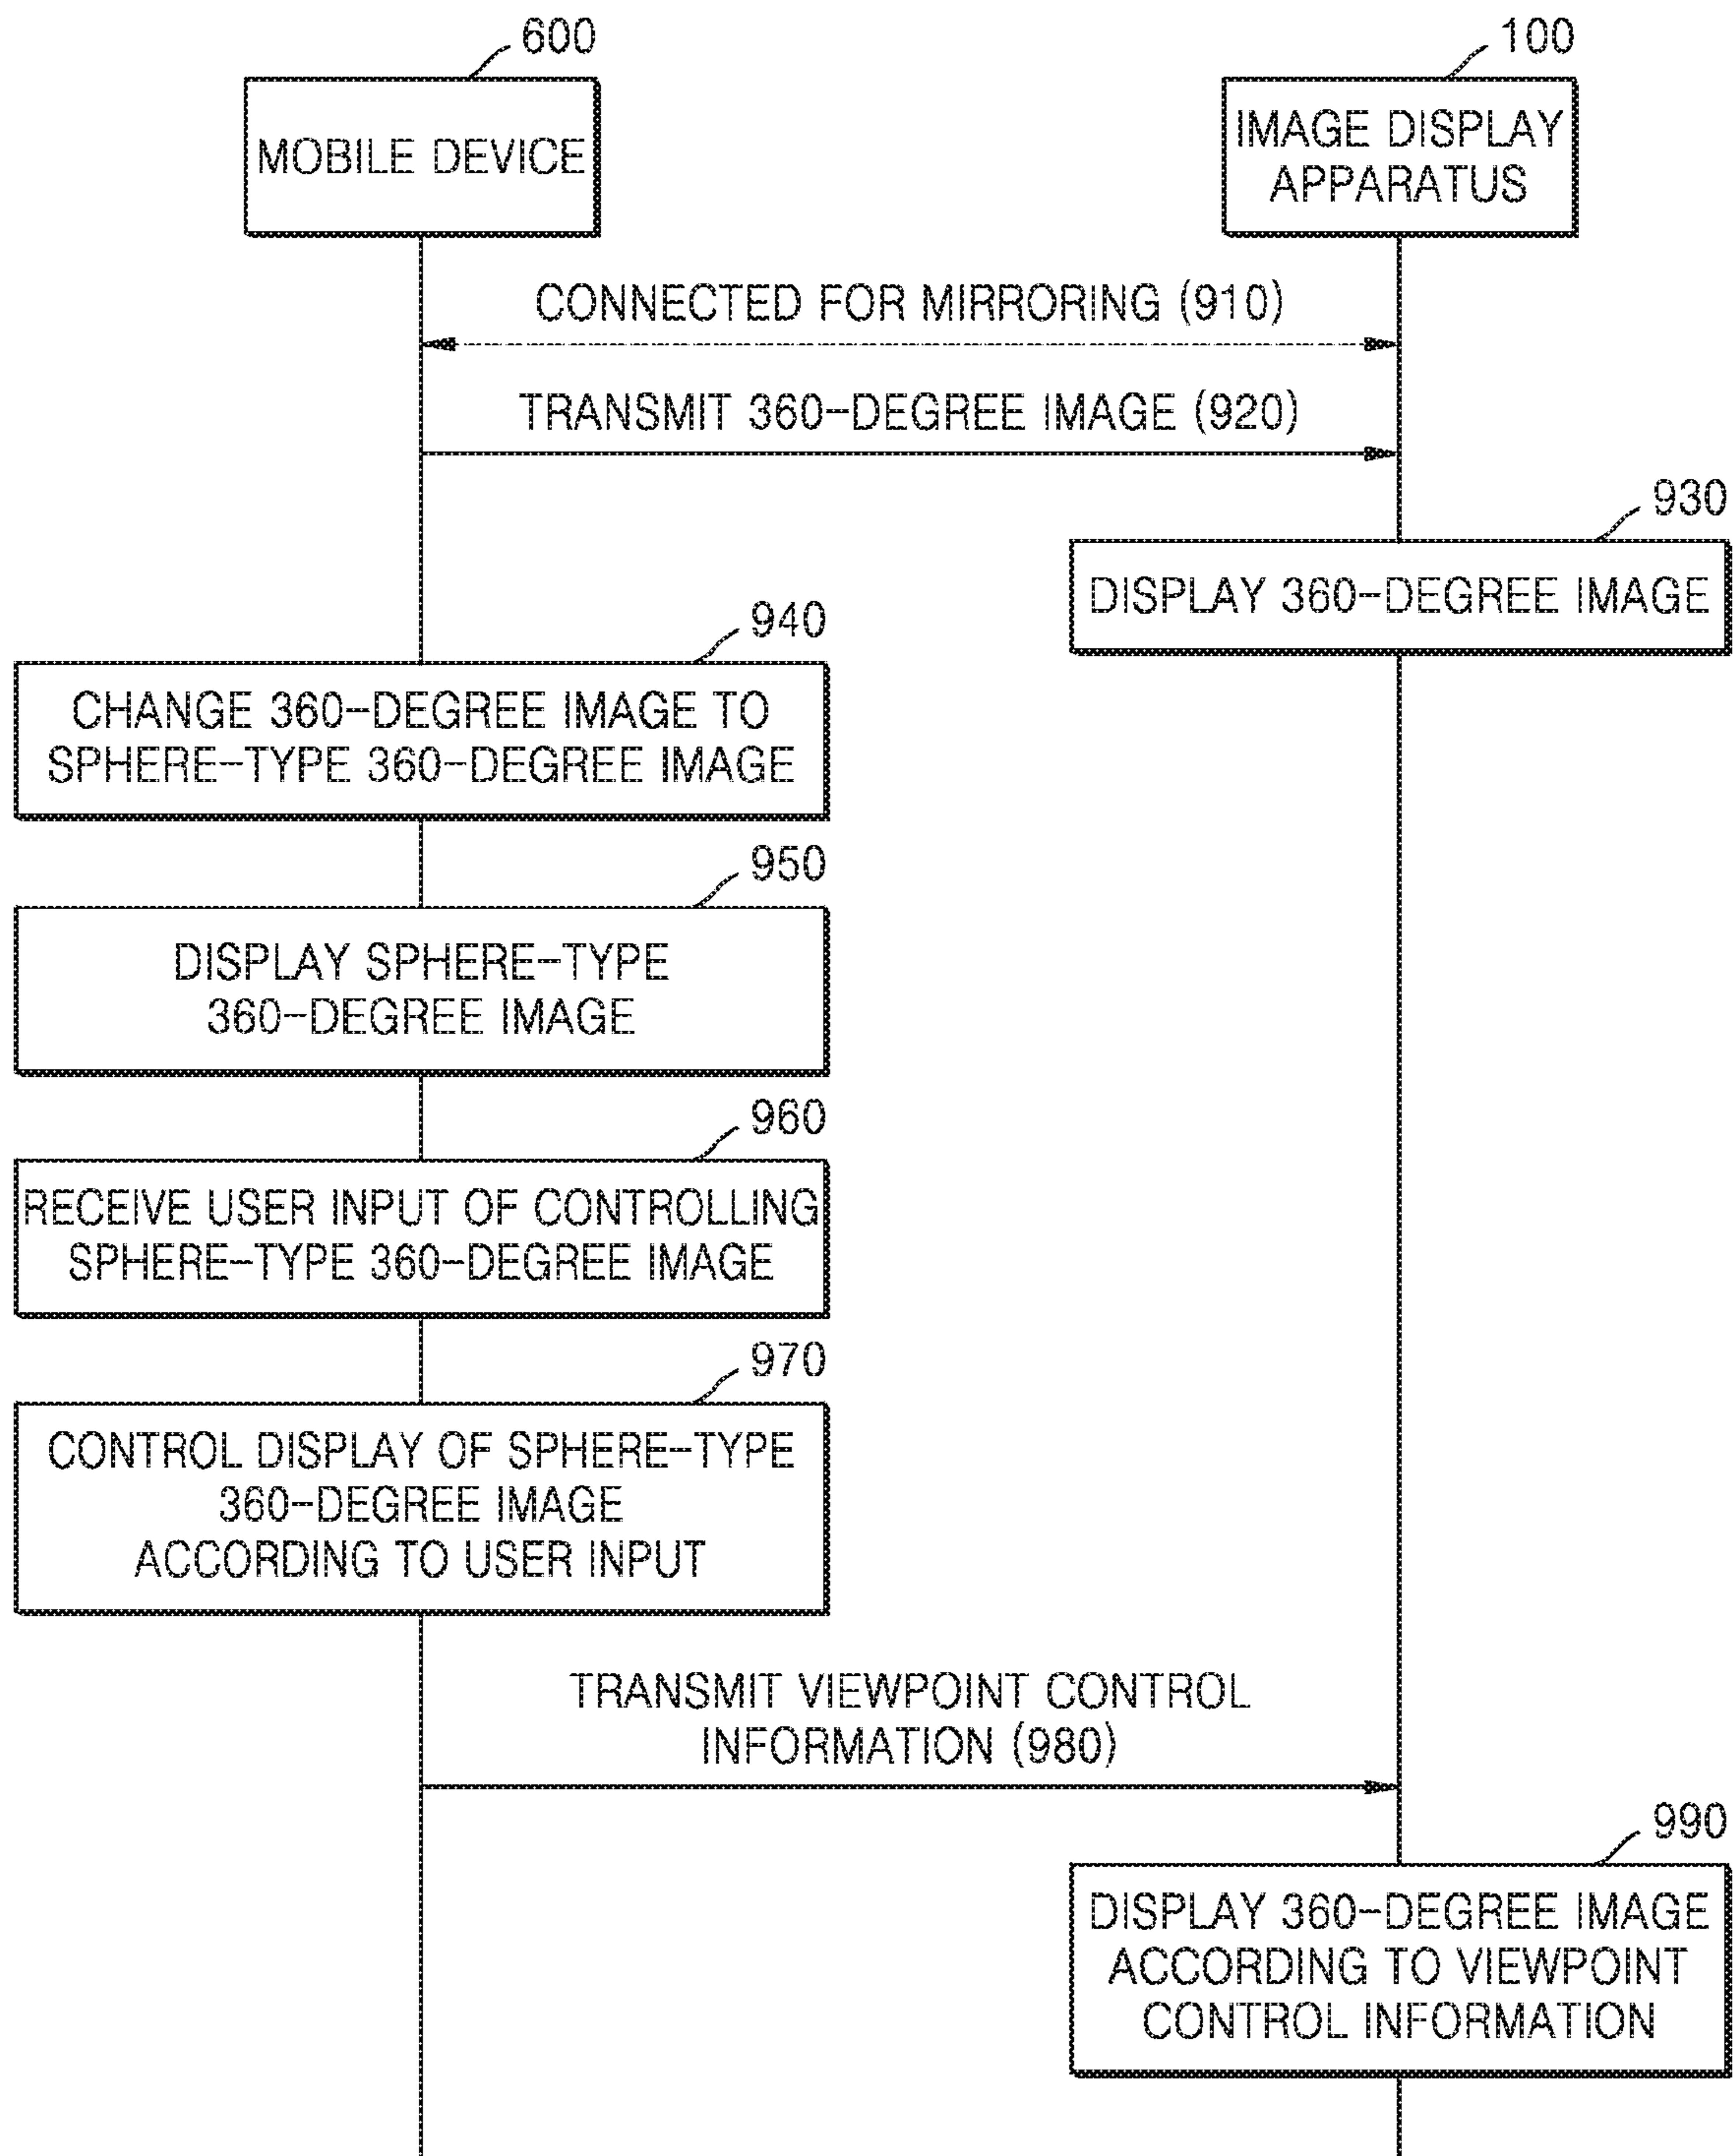 600
MOBILE DEVICE
100
IMAGE DISPLAY
APPARATUS
CONNECTED FOR MIRRORING (910)
TRANSMIT 360-DEGREE IMAGE (920)
930
DISPLAY 360-DEGREE IMAGE
940
CHANGE 360-DEGREE IMAGE TO
SPHERE-TYPE 360-DEGREE IMAGE
950
DISPLAY SPHERE-TYPE
360-DEGREE IMAGE
960
RECEIVE USER INPUT OF CONTROLLING
SPHERE-TYPE 360-DEGREE IMAGE
970
CONTROL DISPLAY OF SPHERE-TYPE
360-DEGREE IMAGE
ACCORDING TO USER INPUT
TRANSMIT VIEWPOINT CONTROL
INFORMATION (980)
990
DISPLAY 360-DEGREE IMAGE
ACCORDING TO VIEWPOINT
CONTROL INFORMATION